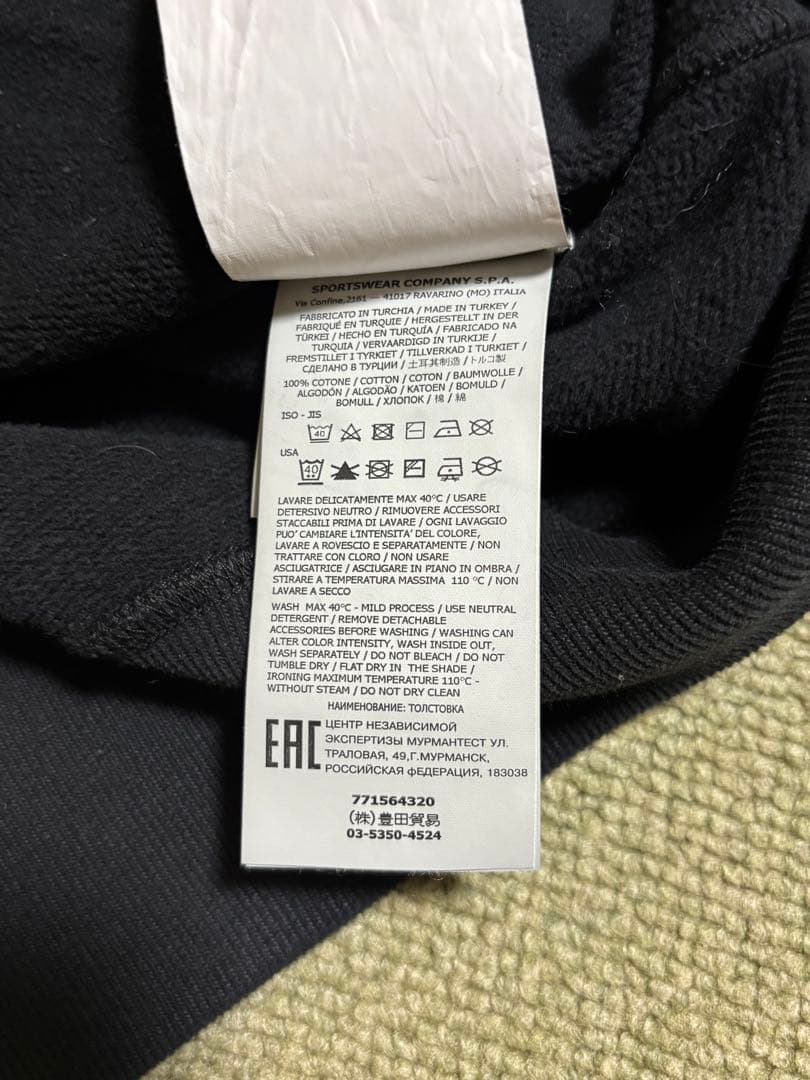 SPORTSWEAR COMPANY S.P.A.
Via Confine,2161 — 41017 RAVARINO (MO) ITALIA
FABBRICATO IN TURCHIA / MADE IN TURKEY /
FABRIQUÉ EN TURQUIE / HERGESTELLT IN DER
TÜRKEI / HECHO EN TURQUÍA / FABRICADO NA
TURQUIA / VERVAARDIGD IN TURKIJE /
FREMSTILLET I TYRKIET / TILLVERKAD I TURKIET /
СДЕЛАНО В ТУРЦИИ / 土耳其制造 / トルコ製
100% COTONE / COTTON / COTON / BAUMWOLLE /
ALGODÓN / ALGODÃO / KATOEN / BOMULD /
BOMULL / ХЛОПОК / 棉 / 綿
ISO - JIS
40
USA
40
LAVARE DELICATAMENTE MAX 40°C / USARE
DETERSIVO NEUTRO / RIMUOVERE ACCESSORI
STACCABILI PRIMA DI LAVARE / OGNI LAVAGGIO
PUO' CAMBIARE L'INTENSITA' DEL COLORE,
LAVARE A ROVESCIO E SEPARATAMENTE / NON
TRATTARE CON CLORO / NON USARE
ASCIUGATRICE / ASCIUGARE IN PIANO IN OMBRA /
STIRARE A TEMPERATURA MASSIMA 110 °C / NON
LAVARE A SECCO
WASH MAX 40°C - MILD PROCESS / USE NEUTRAL
DETERGENT / REMOVE DETACHABLE
ACCESSORIES BEFORE WASHING / WASHING CAN
ALTER COLOR INTENSITY, WASH INSIDE OUT,
WASH SEPARATELY / DO NOT BLEACH / DO NOT
TUMBLE DRY / FLAT DRY IN THE SHADE /
IRONING MAXIMUM TEMPERATURE 110°C -
WITHOUT STEAM / DO NOT DRY CLEAN
НАИМЕНОВАНИЕ: ТОЛСТОВКА
EAC
ЦЕНТР НЕЗАВИСИМОЙ
ЭКСПЕРТИЗЫ МУРМАНТЕСТ УЛ.
ТРАЛОВАЯ, 49,Г.МУРМАНСК,
РОССИЙСКАЯ ФЕДЕРАЦИЯ, 183038
771564320
(株)豊田貿易
03-5350-4524